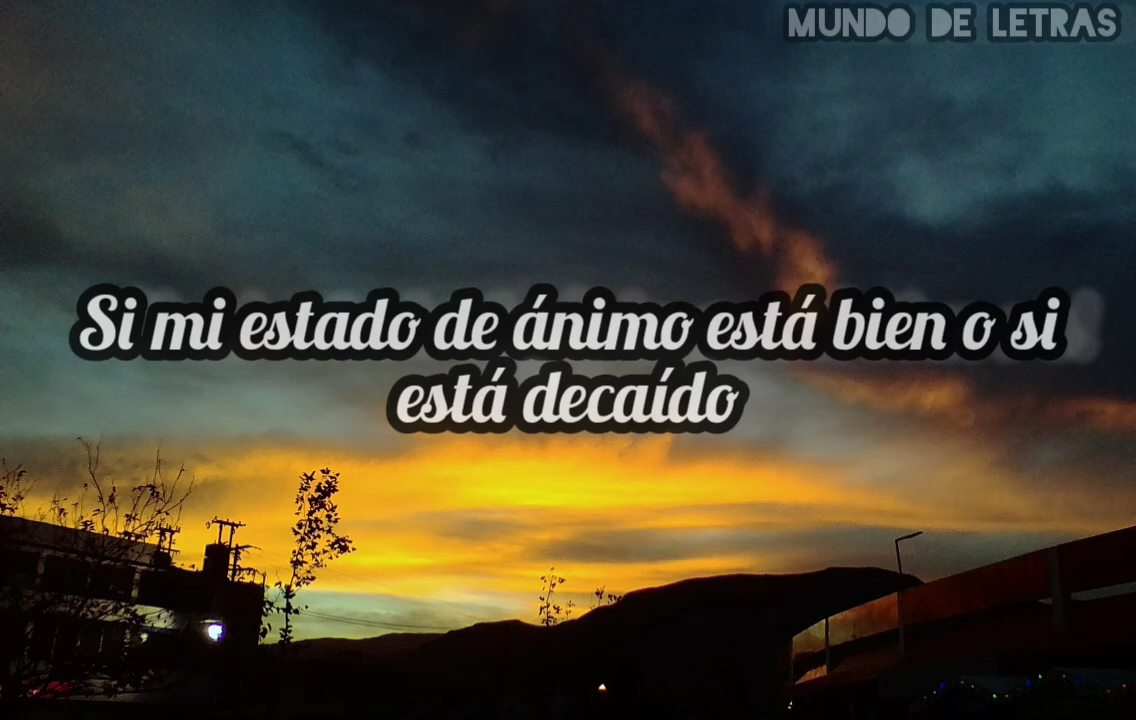 MUNDO DE LETRAS
Si mi estado de ánimo está bien o si
está decaído